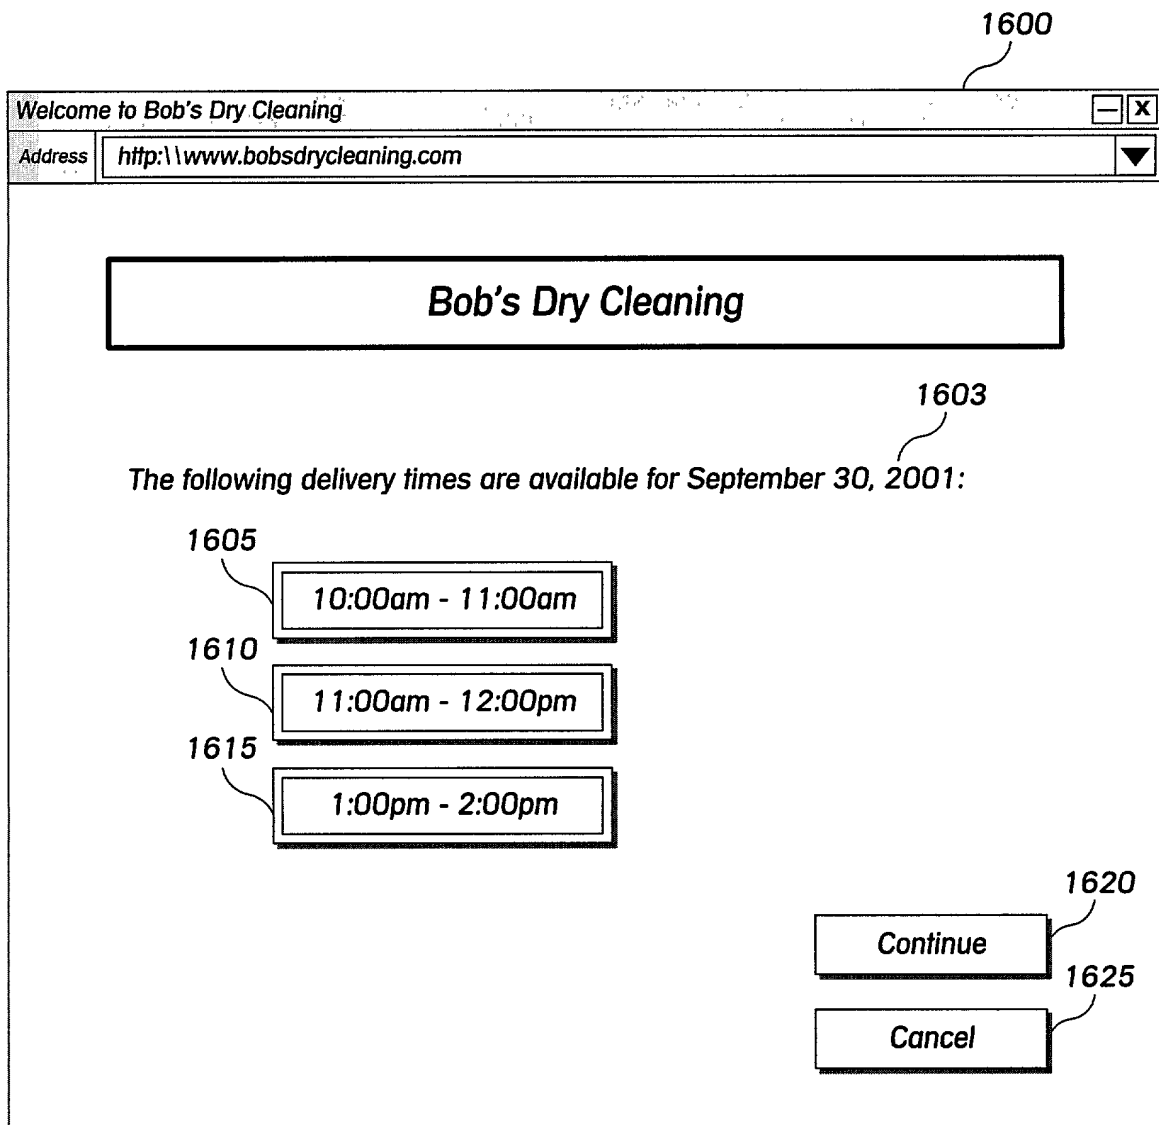 1600
Welcome to Bob's Dry Cleaning
Address http:\\www.bobsdrycleaning.com
Bob's Dry Cleaning
1603
The following delivery times are available for September 30, 2001:
1605
10:00am - 11:00am
1610
11:00am - 12:00pm
1615
1:00pm - 2:00pm
1620
Continue
1625
Cancel